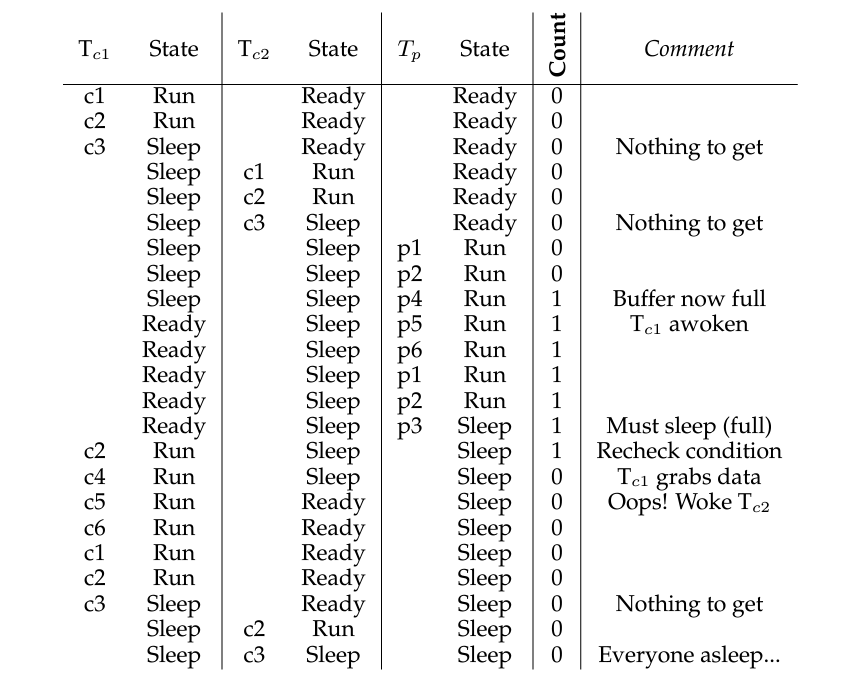 T_c1 State T_c2 State T_p State Count Comment
c1 Run Ready Ready 0
c2 Run Ready Ready 0
c3 Sleep Ready Ready 0 Nothing to get
Sleep c1 Run Ready 0
Sleep c2 Run Ready 0
Sleep c3 Sleep Ready 0 Nothing to get
Sleep Sleep p1 Run 0
Sleep Sleep p2 Run 0
Sleep Sleep p4 Run 1 Buffer now full
Ready Sleep p5 Run 1 T_c1 awoken
Ready Sleep p6 Run 1
Ready Sleep p1 Run 1
Ready Sleep p2 Run 1
Ready Sleep p3 Sleep 1 Must sleep (full)
c2 Run Sleep Sleep 1 Recheck condition
c4 Run Sleep Sleep 0 T_c1 grabs data
c5 Run Ready Sleep 0 Oops! Woke T_c2
c6 Run Ready Sleep 0
c1 Run Ready Sleep 0
c2 Run Ready Sleep 0
c3 Sleep Ready Sleep 0 Nothing to get
Sleep c2 Run Sleep 0
Sleep c3 Sleep Sleep 0 Everyone asleep...